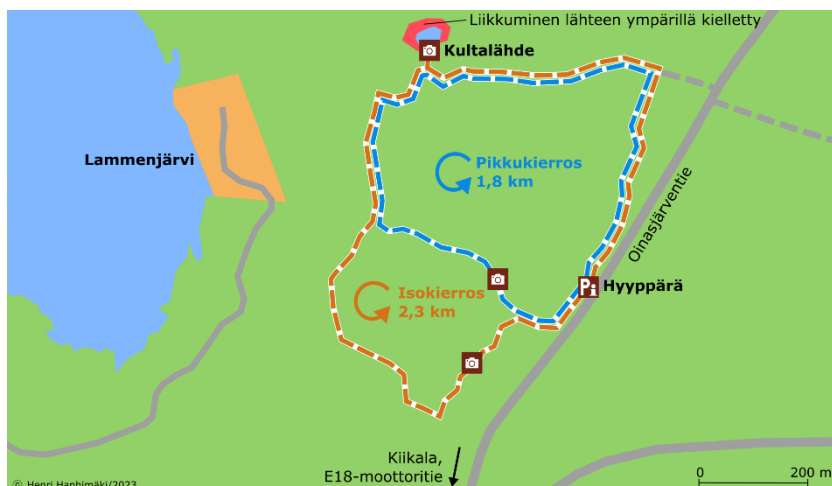 Liikkuminen lähteen ympärillä kielletty
Kultalähde
Lammenjärvi
Pikkukierros
1,8 km
Oinasjärventie
Isokierros
2,3 km
Pi
Hyyppärä
Kiikala,
E18-moottoritie
0 200 m
© Henri Hanhimäki/2023